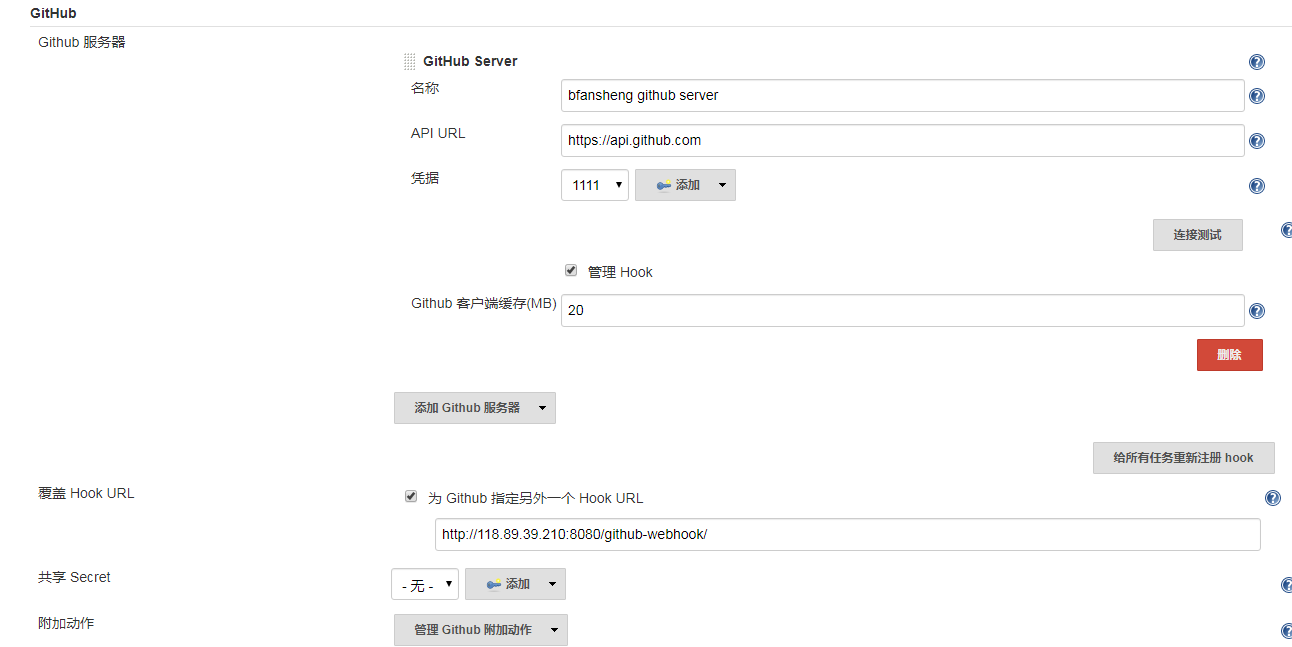 GitHub
Github 服务器
GitHub Server
名称
bfansheng github server
API URL
https://api.github.com
凭据
1111
添加
连接测试
管理 Hook
Github 客户端缓存(MB)
20
删除
添加 Github 服务器
给所有任务重新注册 hook
覆盖 Hook URL
为 Github 指定另外一个 Hook URL
http://118.89.39.210:8080/github-webhook/
共享 Secret
- 无 -
添加
附加动作
管理 Github 附加动作